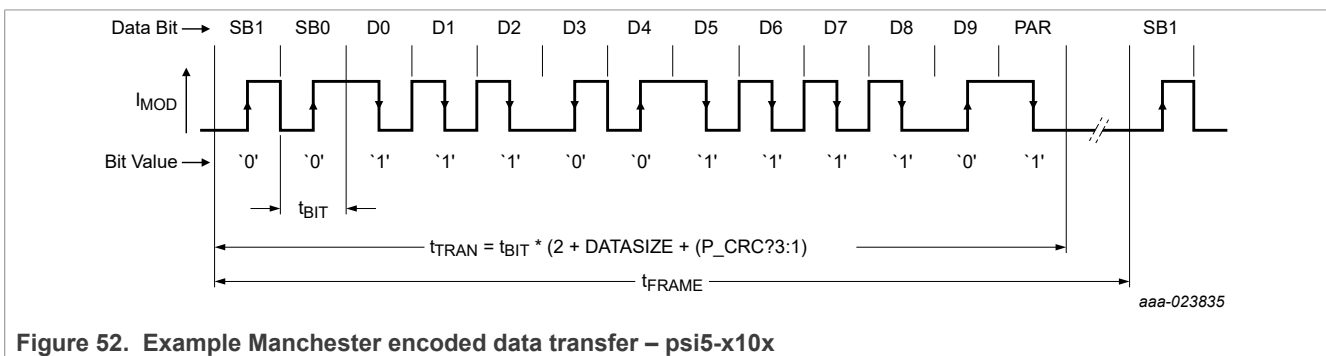 Data Bit SB1 SB0 D0 D1 D2 D3 D4 D5 D6 D7 D8 D9 PAR SB1
IMOD
Bit Value `0' `0' `1' `1' `1' `0' `0' `1' `1' `1' `1' `0' `1'
tBIT
tTRAN = tBIT * (2 + DATASIZE + (P_CRC?3:1)
tFRAME
aaa-023835
Figure 52. Example Manchester encoded data transfer – psi5-x10x